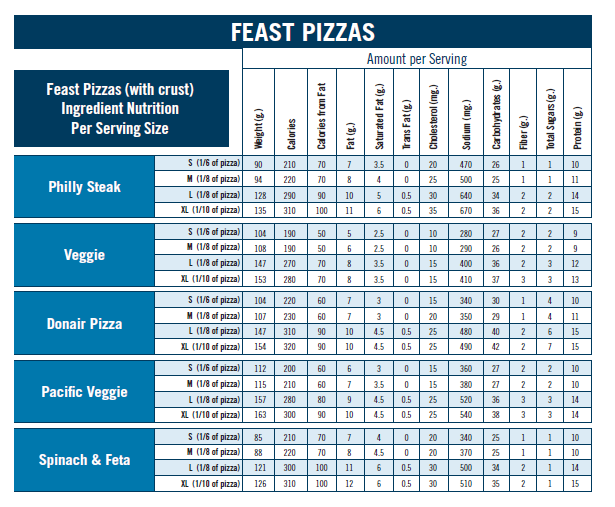 FEAST PIZZAS
Amount per Serving
Feast Pizzas (with crust)
Ingredient Nutrition
Per Serving Size
Weight (g.)
Calories
Calories from Fat
Fat (g.)
Saturated Fat (g.)
Trans Fat (g.)
Cholesterol (mg.)
Sodium (mg.)
Carbohydrates (g.)
Fiber (g.)
Total Sugars (g.)
Protein (g.)
Philly Steak
S (1/6 of pizza) 90 210 70 7 3.5 0 20 470 26 1 1 10
M (1/8 of pizza) 94 220 70 8 4 0 25 500 25 1 1 11
L (1/8 of pizza) 128 290 90 10 5 0.5 30 640 34 2 2 14
XL (1/10 of pizza) 135 310 100 11 6 0.5 35 670 36 2 2 15
Veggie
S (1/6 of pizza) 104 190 50 5 2.5 0 10 280 27 2 2 9
M (1/8 of pizza) 108 190 50 6 2.5 0 10 290 26 2 2 9
L (1/8 of pizza) 147 270 70 8 3.5 0 15 400 36 2 3 12
XL (1/10 of pizza) 153 280 70 8 3.5 0 15 410 37 3 3 13
Donair Pizza
S (1/6 of pizza) 104 220 60 7 3 0 15 340 30 1 4 10
M (1/8 of pizza) 107 230 60 7 3 0 20 350 29 1 4 11
L (1/8 of pizza) 147 310 90 10 4.5 0.5 25 480 40 2 6 15
XL (1/10 of pizza) 154 320 90 10 4.5 0.5 25 490 42 2 7 15
Pacific Veggie
S (1/6 of pizza) 112 200 60 6 3 0 15 360 27 2 2 10
M (1/8 of pizza) 115 210 60 7 3.5 0 15 380 27 2 2 10
L (1/8 of pizza) 157 280 80 9 4.5 0.5 25 520 36 3 3 14
XL (1/10 of pizza) 163 300 90 10 4.5 0.5 25 540 38 3 3 14
Spinach & Feta
S (1/6 of pizza) 85 210 70 7 4 0 20 340 25 1 1 10
M (1/8 of pizza) 88 220 70 8 4.5 0 20 370 25 1 1 10
L (1/8 of pizza) 121 300 100 11 6 0.5 30 500 34 2 1 14
XL (1/10 of pizza) 126 310 100 12 6 0.5 30 510 35 2 1 15